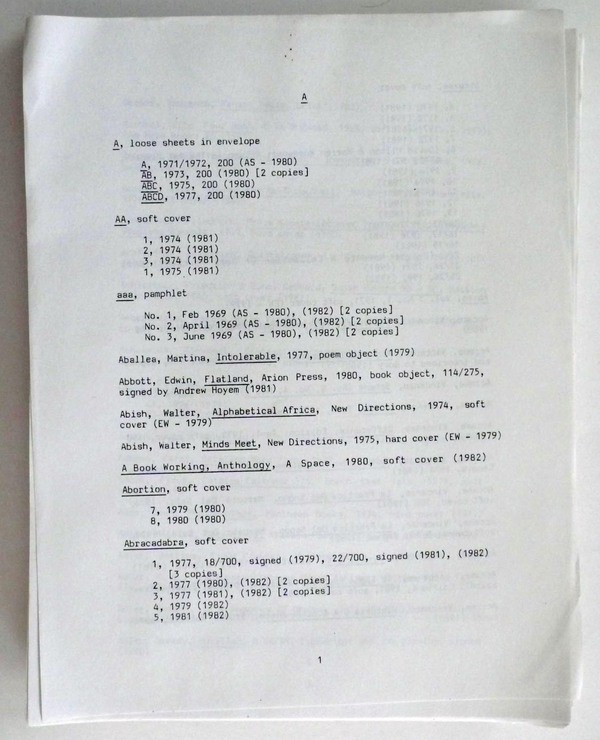 A
A, loose sheets in envelope
A, 1971/1972, 200 (AS - 1980)
AB, 1973, 200 (1980) [2 copies]
ABC, 1975, 200 (1980)
ABCD, 1977, 200 (1980)
AA, soft cover
1, 1974 (1981)
2, 1974 (1981)
3, 1974 (1981)
1, 1975 (1981)
aaa, pamphlet
No. 1, Feb 1969 (AS - 1980), (1982) [2 copies]
No. 2, April 1969 (AS - 1980), (1982) [2 copies]
No. 3, June 1969 (AS - 1980), (1982) [2 copies]
Aballea, Martina, Intolerable, 1977, poem object (1979)
Abbott, Edwin, Flatland, Arion Press, 1980, book object, 114/275,
signed by Andrew Hoyem (1981)
Abish, Walter, Alphabetical Africa, New Directions, 1974, soft
cover (EW - 1979)
Abish, Walter, Minds Meet, New Directions, 1975, hard cover (EW - 1979)
A Book Working, Anthology, A Space, 1980, soft cover (1982)
Abortion, soft cover
7, 1979 (1980)
8, 1980 (1980)
Abracadabra, soft cover
1, 1977, 18/700, signed (1979), 22/700, signed (1981), (1982)
[3 copies]
2, 1977 (1980), (1982) [2 copies]
3, 1977 (1981), (1982) [2 copies]
4, 1979 (1982)
5, 1981 (1982)
1